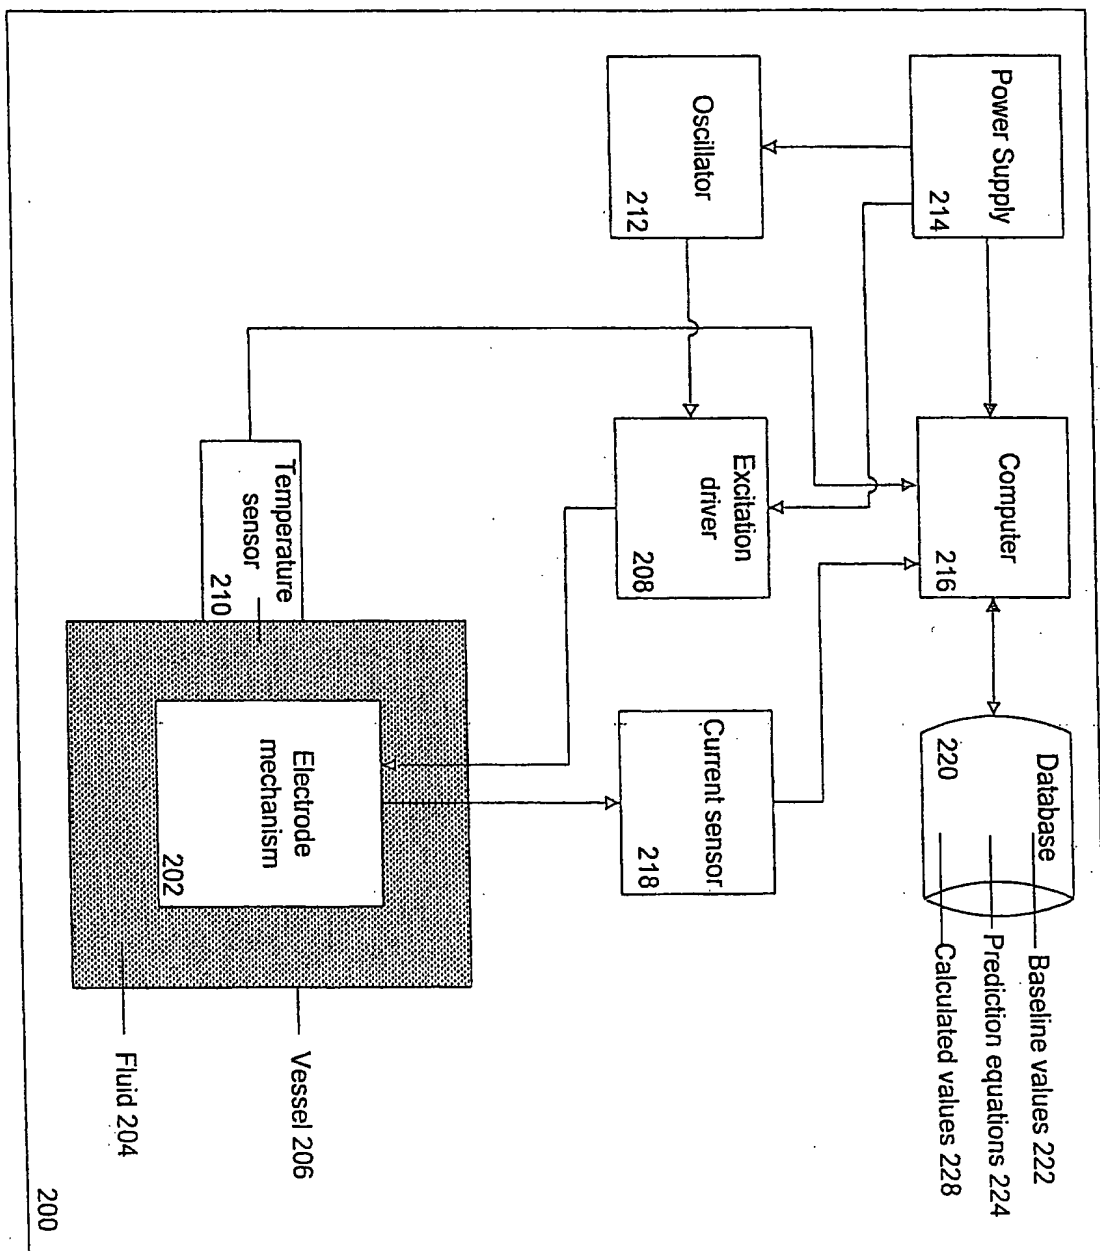 Power Supply
214
Computer
216
Database
220
Baseline values 222
Prediction equations 224
Calculated values 228
Oscillator
212
Excitation
driver
208
Current sensor
218
Temperature
sensor
210
Electrode
mechanism
202
Vessel 206
Fluid 204
200